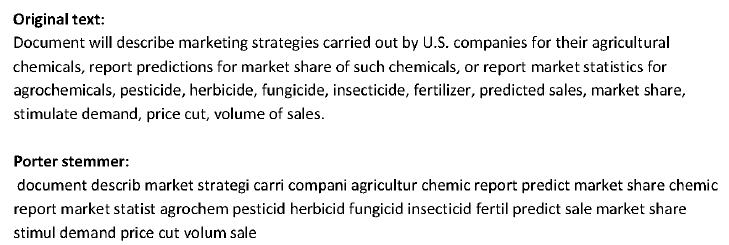 Original text:
Document will describe marketing strategies carried out by U.S. companies for their agricultural
chemicals, report predictions for market share of such chemicals, or report market statistics for
agrochemicals, pesticide, herbicide, fungicide, insecticide, fertilizer, predicted sales, market share,
stimulate demand, price cut, volume of sales.
Porter stemmer:
document describ market strategi carri compani agricultur chemic report predict market share chemic
report market statist agrochem pesticid herbicid fungicid insecticid fertil predict sale market share
stimul demand price cut volum sale